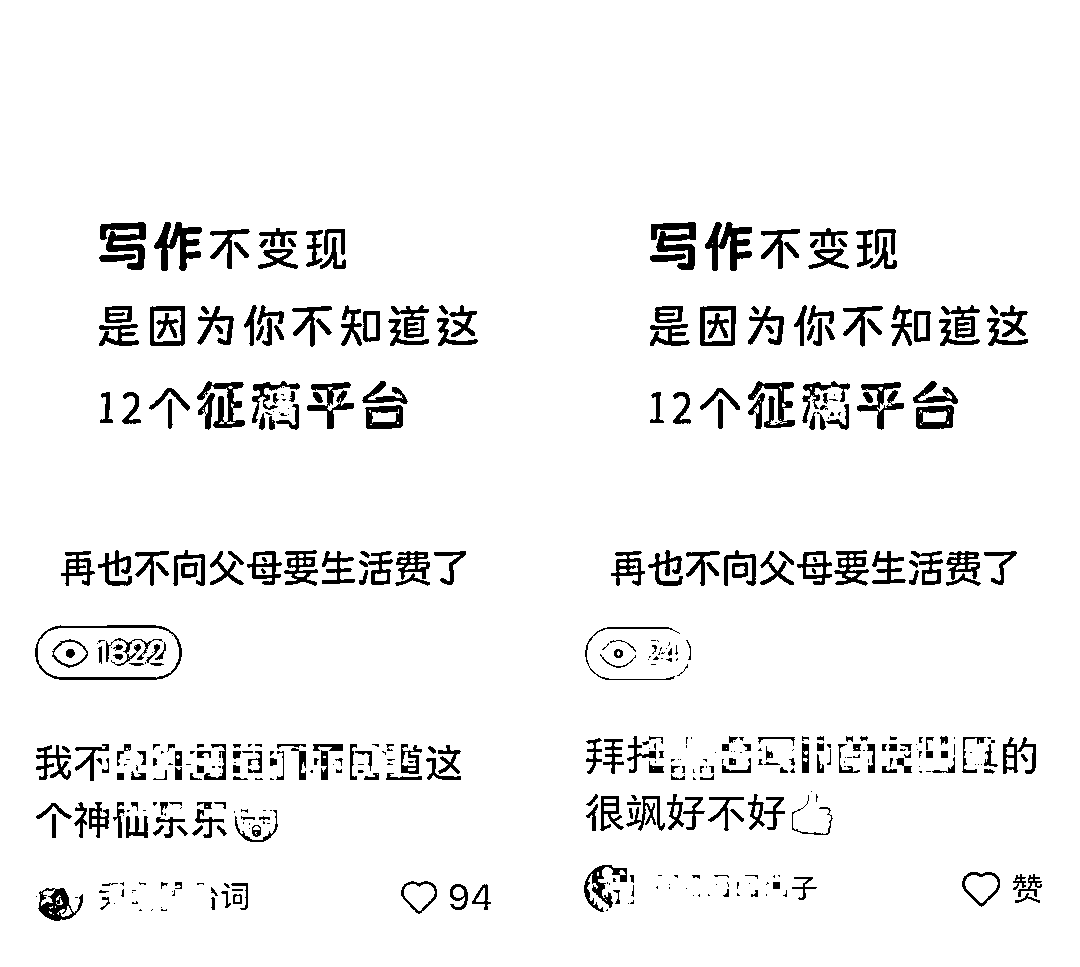 写作不变现
是因为你不知道这
12个征稿平台
再也不向父母要生活费了
1322
我不 道这
个神仙乐乐
台词
94
写作不变现
是因为你不知道这
12个征稿平台
再也不向父母要生活费了
24
拜托 的
很飒好不好
子
赞